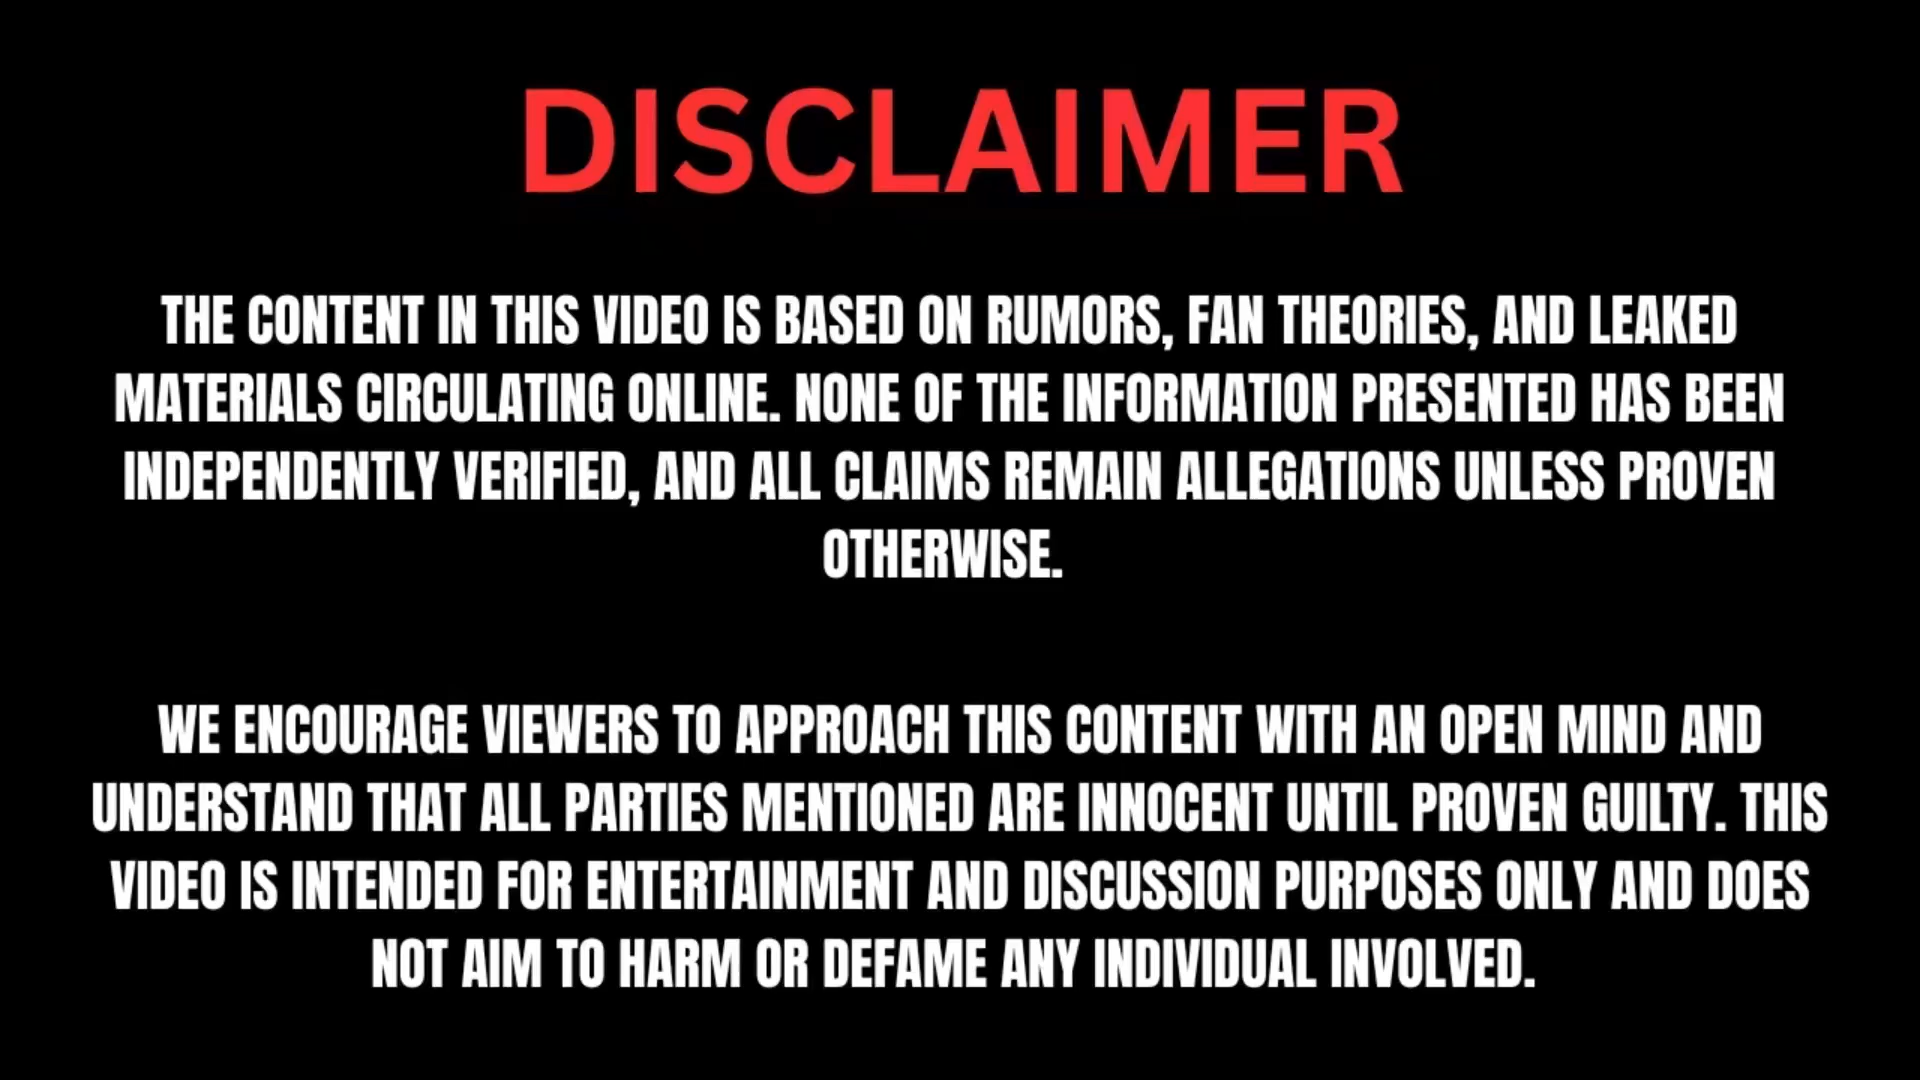 DISCLAIMER
THE CONTENT IN THIS VIDEO IS BASED ON RUMORS, FAN THEORIES, AND LEAKED
MATERIALS CIRCULATING ONLINE. NONE OF THE INFORMATION PRESENTED HAS BEEN
INDEPENDENTLY VERIFIED, AND ALL CLAIMS REMAIN ALLEGATIONS UNLESS PROVEN
OTHERWISE.
WE ENCOURAGE VIEWERS TO APPROACH THIS CONTENT WITH AN OPEN MIND AND
UNDERSTAND THAT ALL PARTIES MENTIONED ARE INNOCENT UNTIL PROVEN GUILTY. THIS
VIDEO IS INTENDED FOR ENTERTAINMENT AND DISCUSSION PURPOSES ONLY AND DOES
NOT AIM TO HARM OR DEFAME ANY INDIVIDUAL INVOLVED.